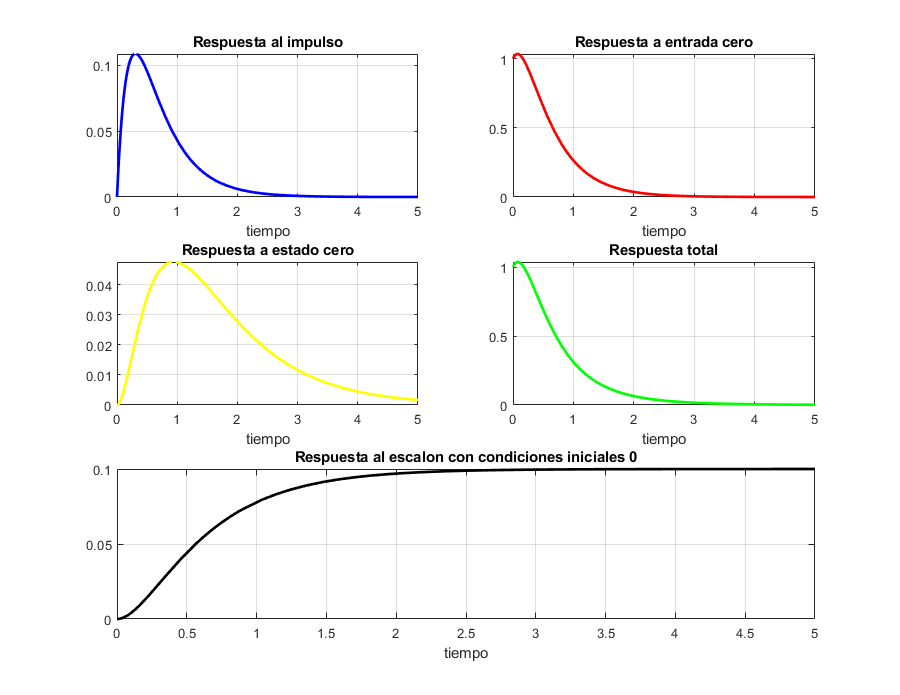 Respuesta al impulso
0.1
0.05
0
0 1 2 3 4 5
tiempo
Respuesta a entrada cero
1
0.5
0
0 1 2 3 4 5
tiempo
Respuesta a estado cero
0.04
0.03
0.02
0.01
0
0 1 2 3 4 5
tiempo
Respuesta total
1
0.5
0
0 1 2 3 4 5
tiempo
Respuesta al escalon con condiciones iniciales 0
0.1
0.05
0
0 0.5 1 1.5 2 2.5 3 3.5 4 4.5 5
tiempo